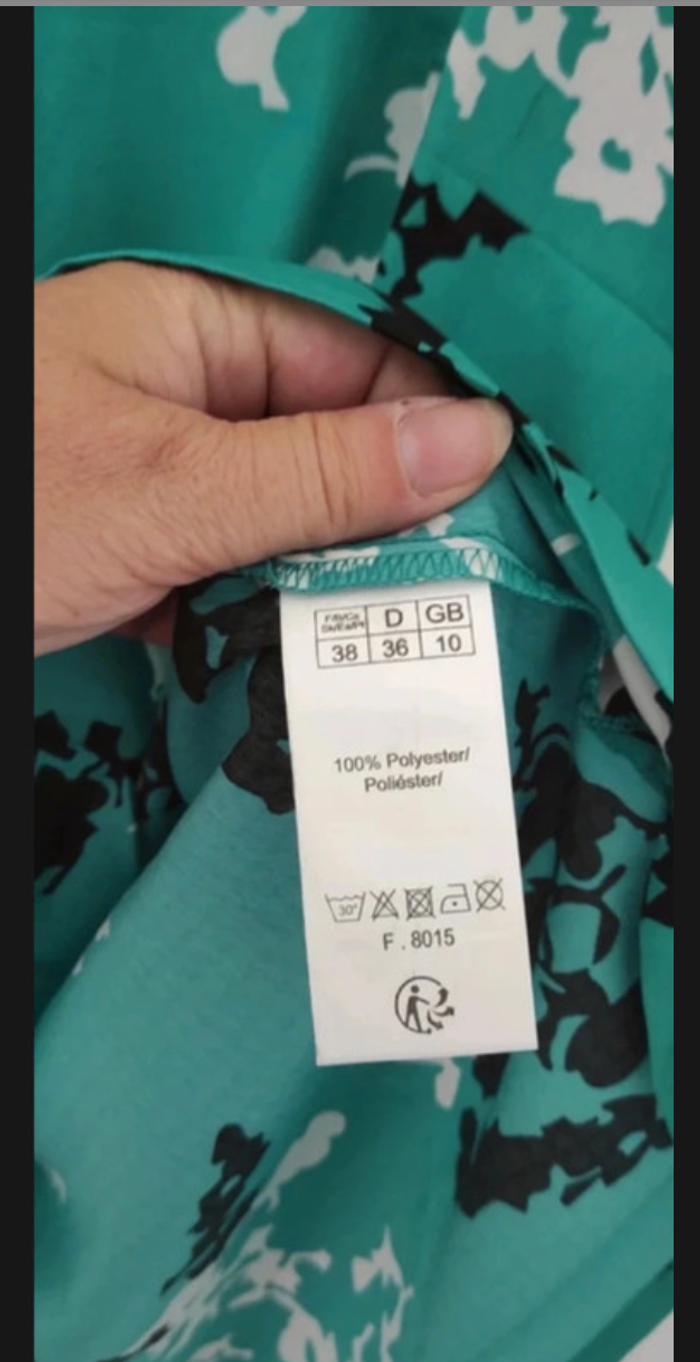 D GB
38 36 10
100% Polyester/
Poliéster/
30°
F . 8015